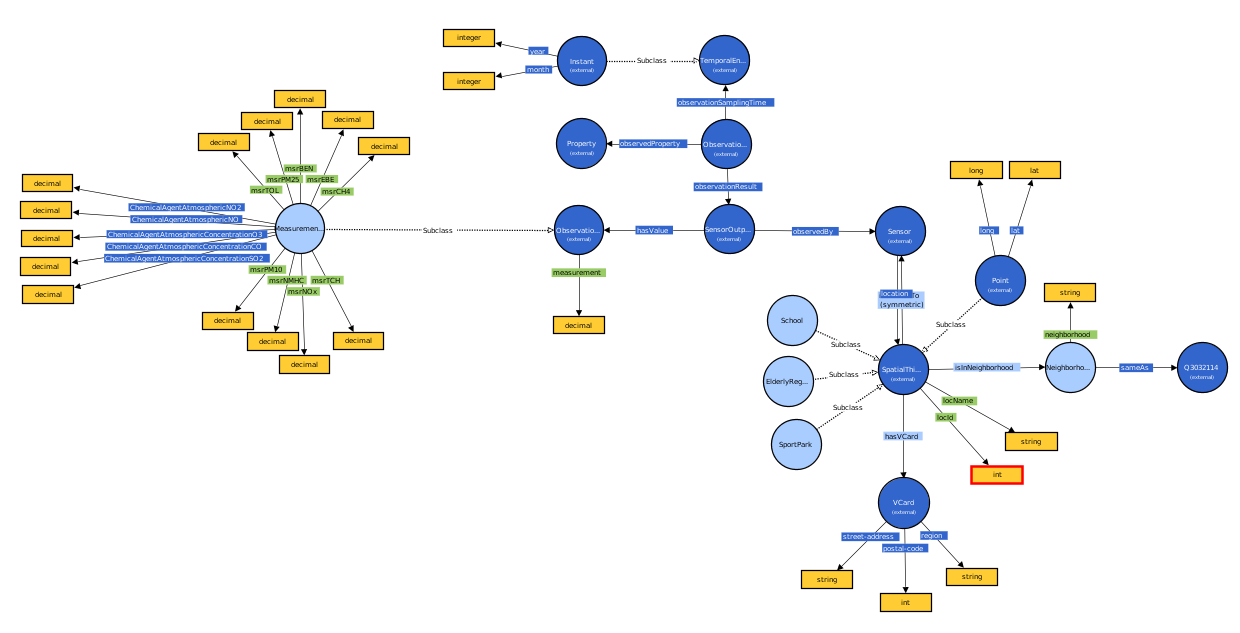 integer
year
integer
month
Instant
(external)
Subclass
TemporalEn...
(external)
observationSamplingTime
Property
(external)
observedProperty
Observatio...
(external)
observationResult
decimal
decimal
decimal
decimal
decimal
msrBEN
msrPM25
msrEBE
msrTOL
msrCH4
decimal
decimal
decimal
decimal
decimal
ChemicalAgentAtmosphericNO2
ChemicalAgentAtmosphericNO
ChemicalAgentAtmosphericConcentrationO3
ChemicalAgentAtmosphericConcentrationCO
ChemicalAgentAtmosphericConcentrationSO2
Measuremen...
Subclass
Observatio...
(external)
hasValue
SensorOutp...
(external)
observedBy
Sensor
(external)
measurement
decimal
msrPM10
msrNMHC
msrTCH
msrNOx
decimal
decimal
decimal
decimal
long
lat
long
lat
Point
(external)
Subclass
location
(symmetric)
string
neighborhood
School
Subclass
ElderlyReg...
Subclass
SportPark
Subclass
SpatialThi...
(external)
isInNeighborhood
Neighborho...
sameAs
Q3032114
(external)
locName
locId
string
int
hasVCard
VCard
(external)
street-address
postal-code
region
string
int
string